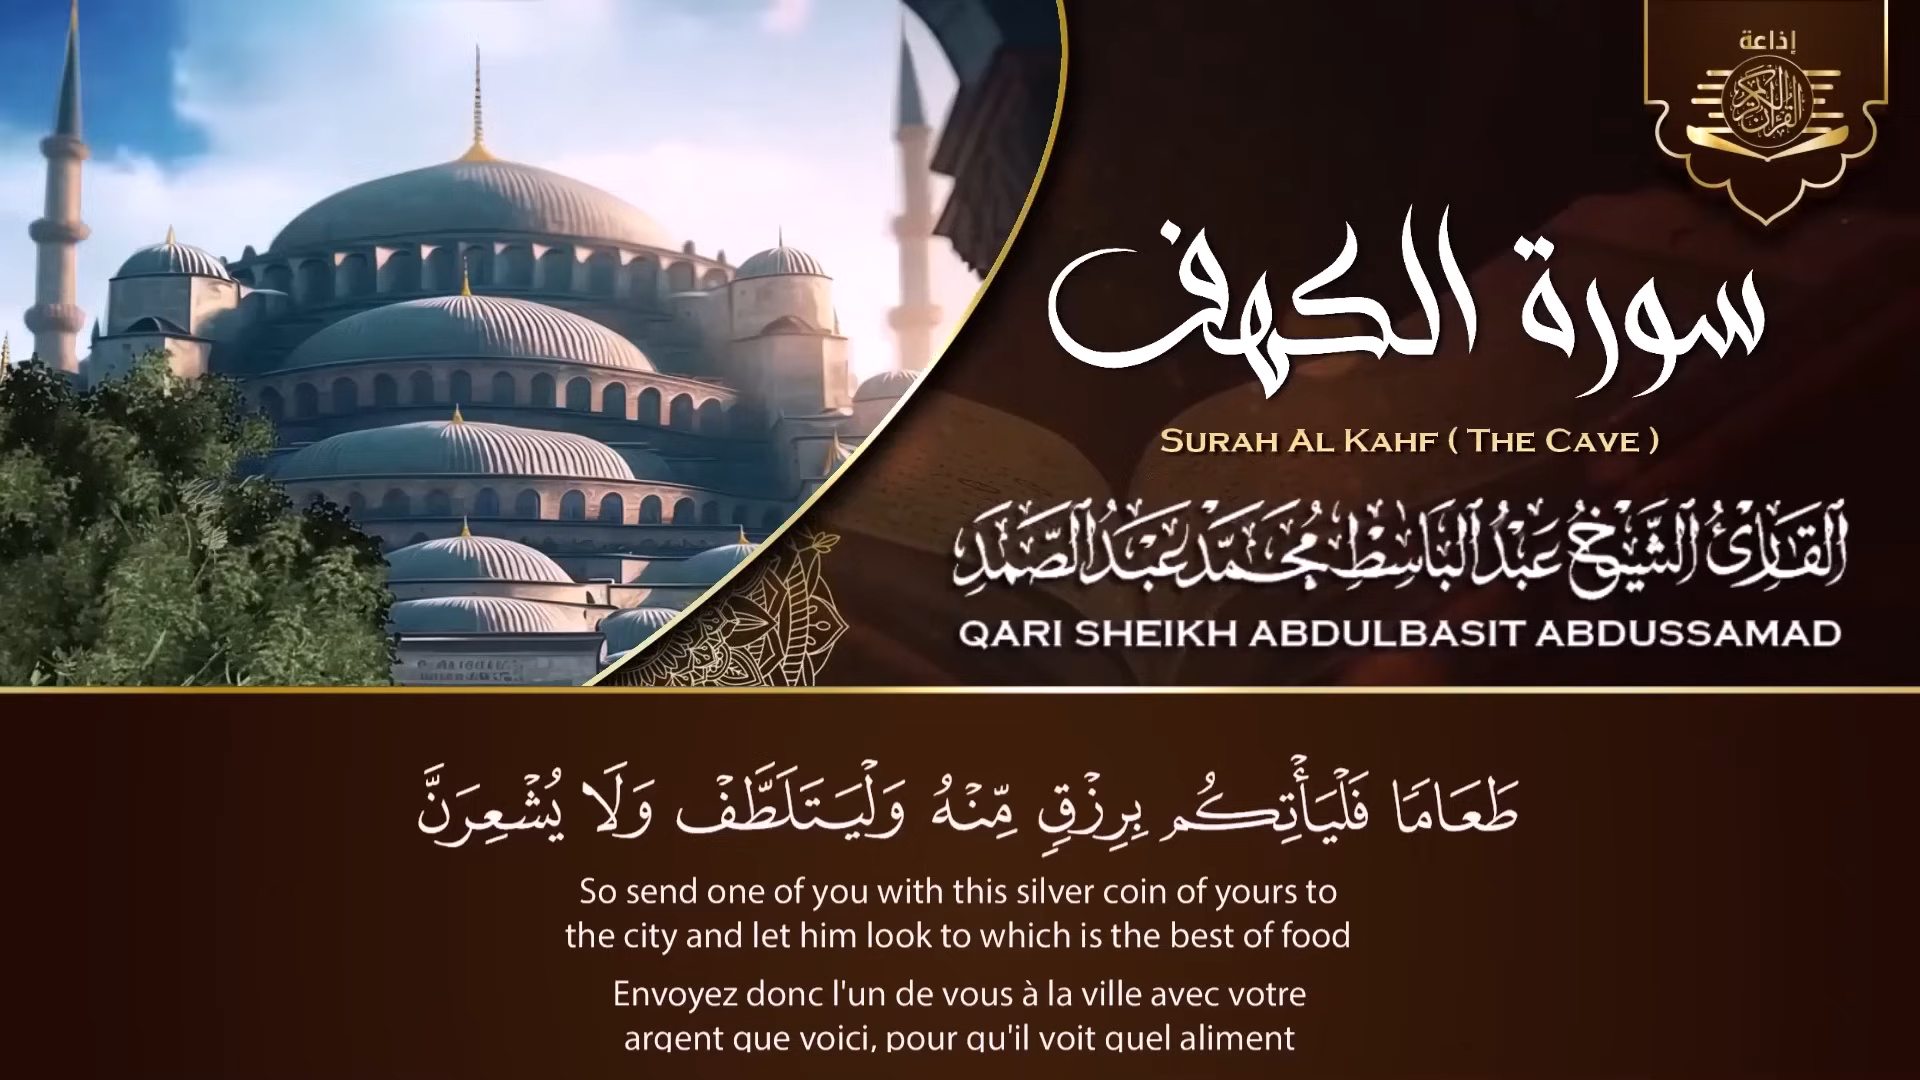 إذاعة
القرآن الكريم
سورة الكهف
SURAH AL KAHF ( THE CAVE )
القارئ الشيخ عبد الباسط محمد عبد الصمد
QARI SHEIKH ABDULBASIT ABDUSSAMAD
طَعَامًا فَلْيَأْتِكُم بِرِزْقٍ مِّنْهُ وَلْيَتَلَطَّفْ وَلَا يُشْعِرَنَّ
So send one of you with this silver coin of yours to
the city and let him look to which is the best of food
Envoyez donc l'un de vous à la ville avec votre
argent que voici, pour qu'il voit quel aliment